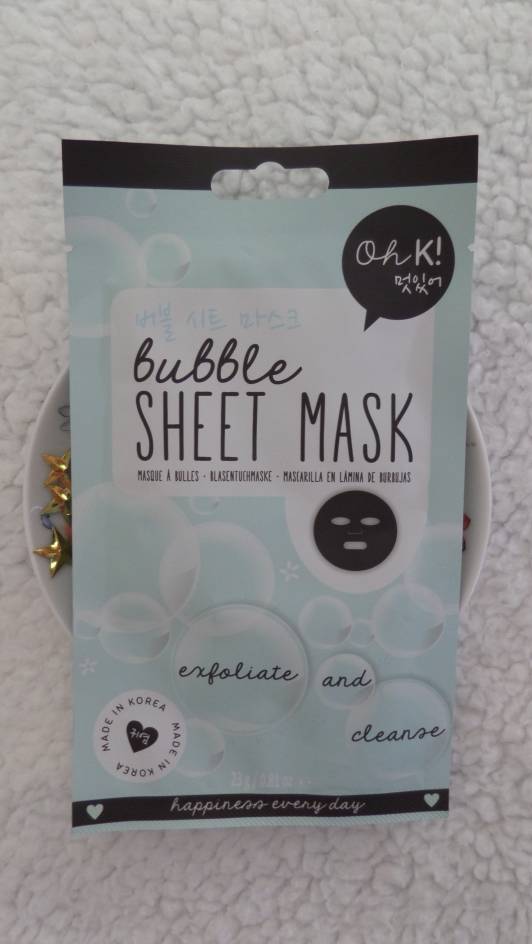 Oh K!
멋있어
버블 시트 마스크
bubble
SHEET MASK
MASQUE À BULLES • BLASENTUCHMASKE • MASCARILLA EN LÁMINA DE BURBUJAS
exfoliate and
cleanse
MADE IN KOREA MADE IN KOREA
happiness every day